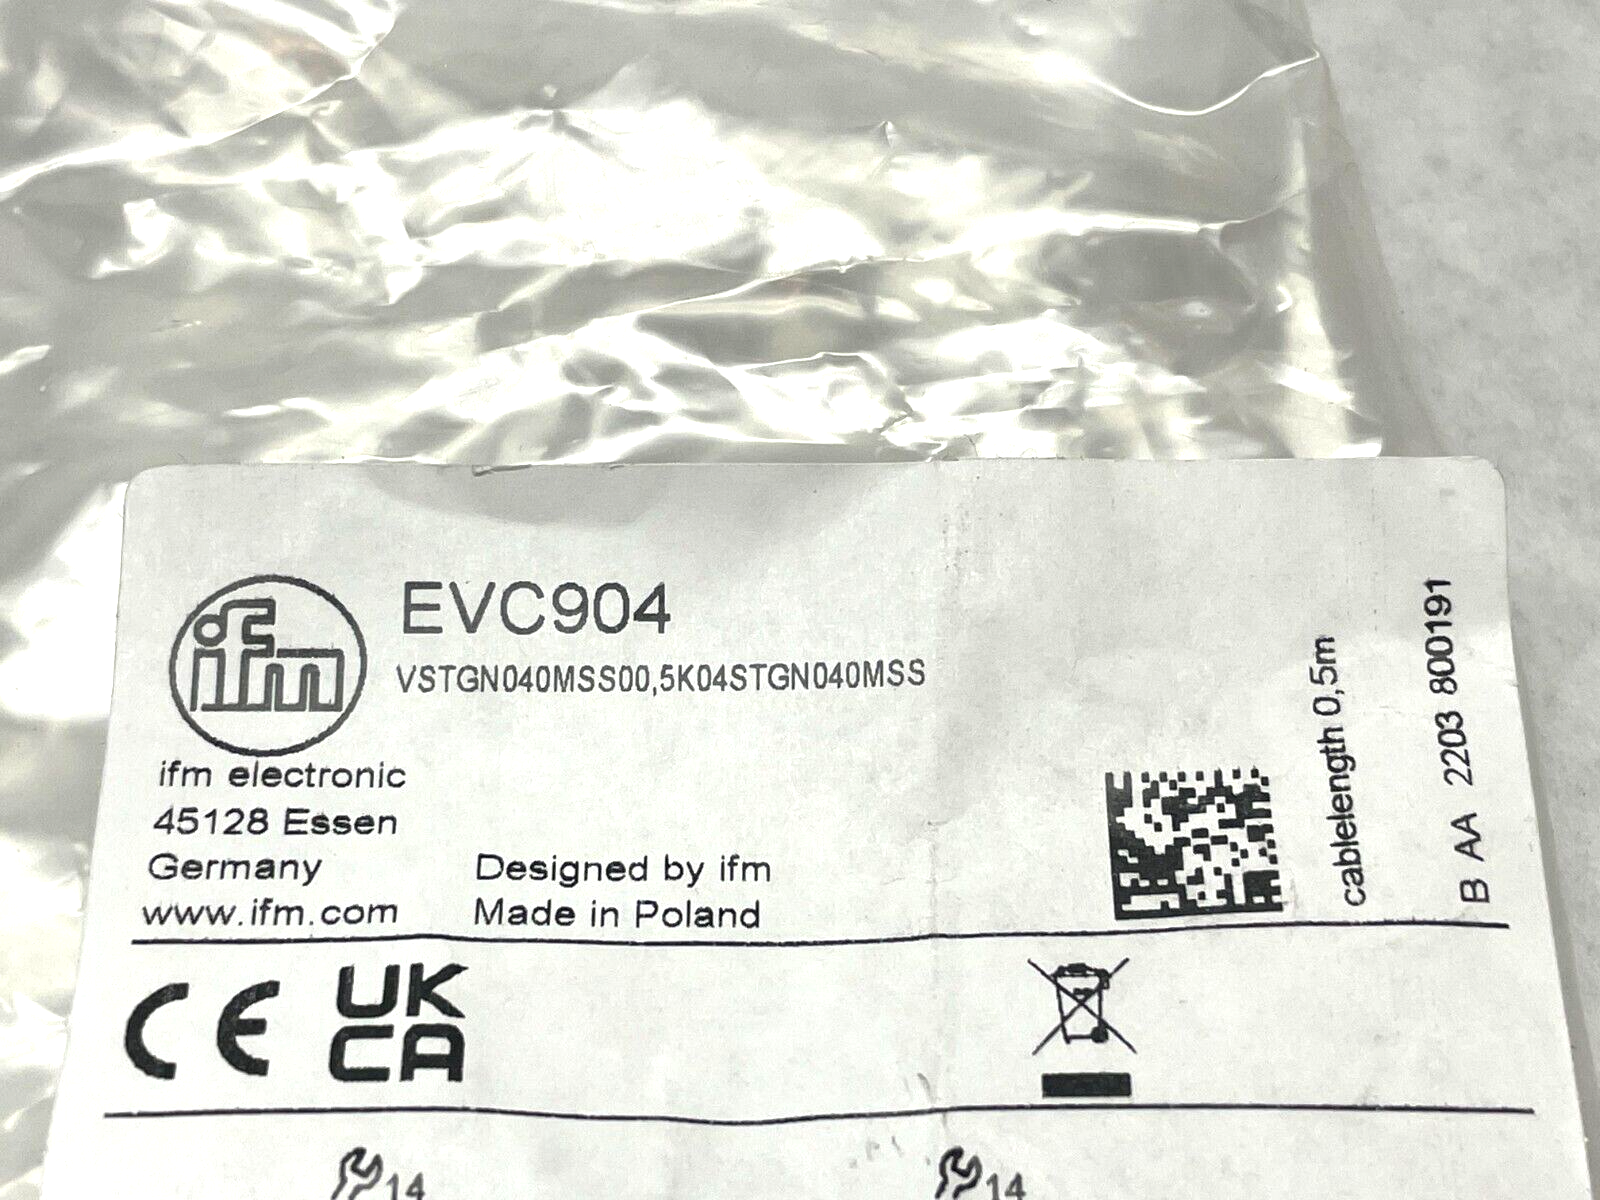 ifm
EVC904
VSTGN040MSS00,5K04STGN040MSS
ifm electronic
45128 Essen
Germany
www.ifm.com
Designed by ifm
Made in Poland
cablelength 0,5m
B AA 2203 800191
CE
UK
CA
14
14